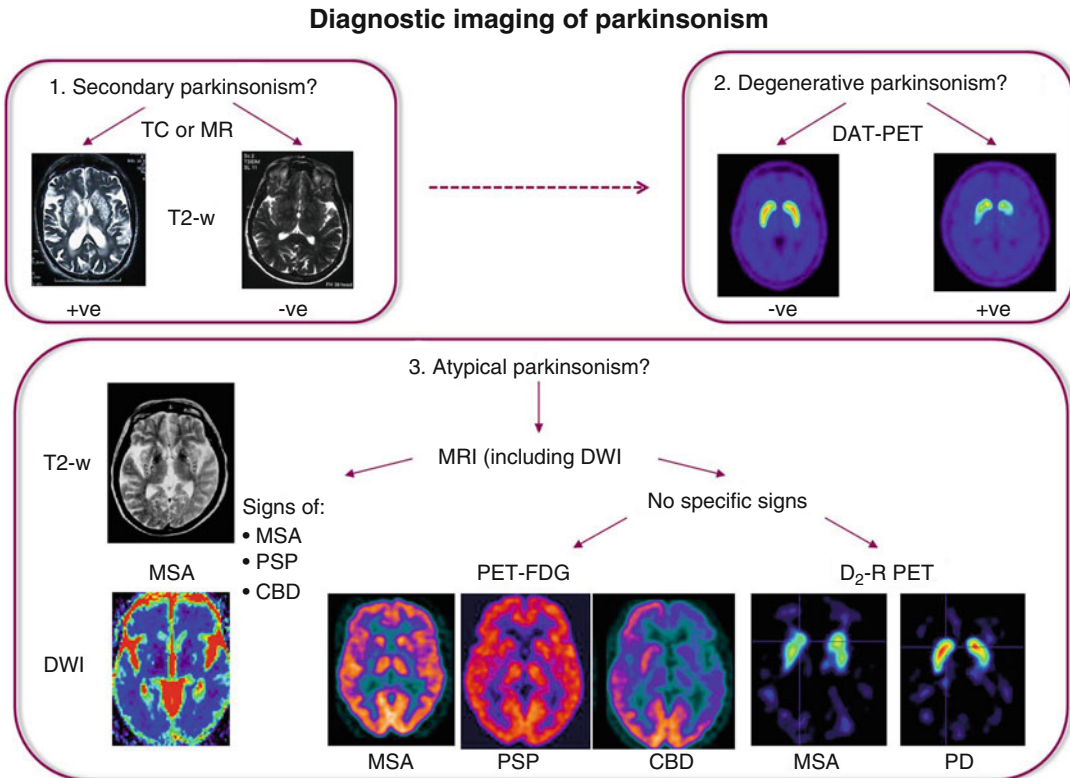 Diagnostic imaging of parkinsonism
1. Secondary parkinsonism?
TC or MR
T2-w
+ve
-ve
2. Degenerative parkinsonism?
DAT-PET
-ve
+ve
3. Atypical parkinsonism?
MRI (including DWI
T2-w
Signs of:
• MSA
• PSP
• CBD
No specific signs
MSA
DWI
PET-FDG
D₂-R PET
MSA
PSP
CBD
MSA
PD